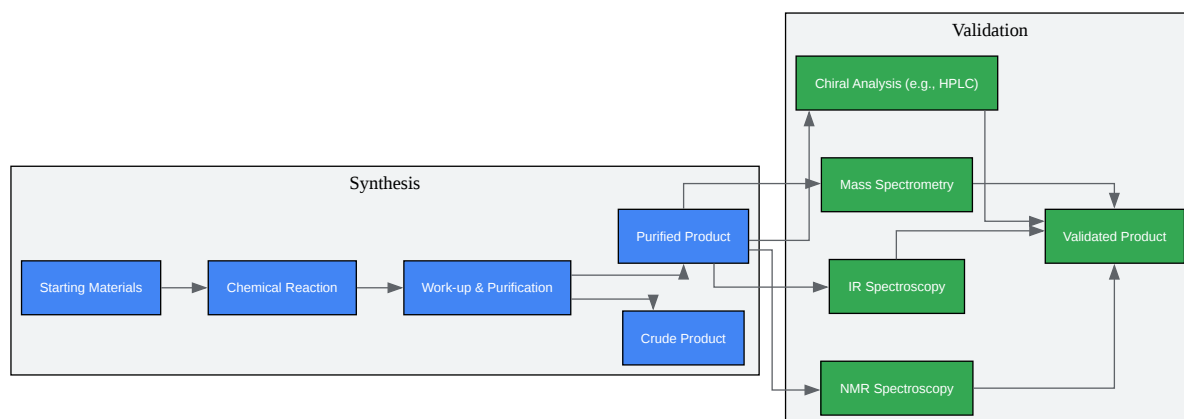 Synthesis
Starting Materials
Chemical Reaction
Work-up & Purification
Purified Product
Crude Product
Validation
Chiral Analysis (e.g., HPLC)
Mass Spectrometry
IR Spectroscopy
NMR Spectroscopy
Validated Product